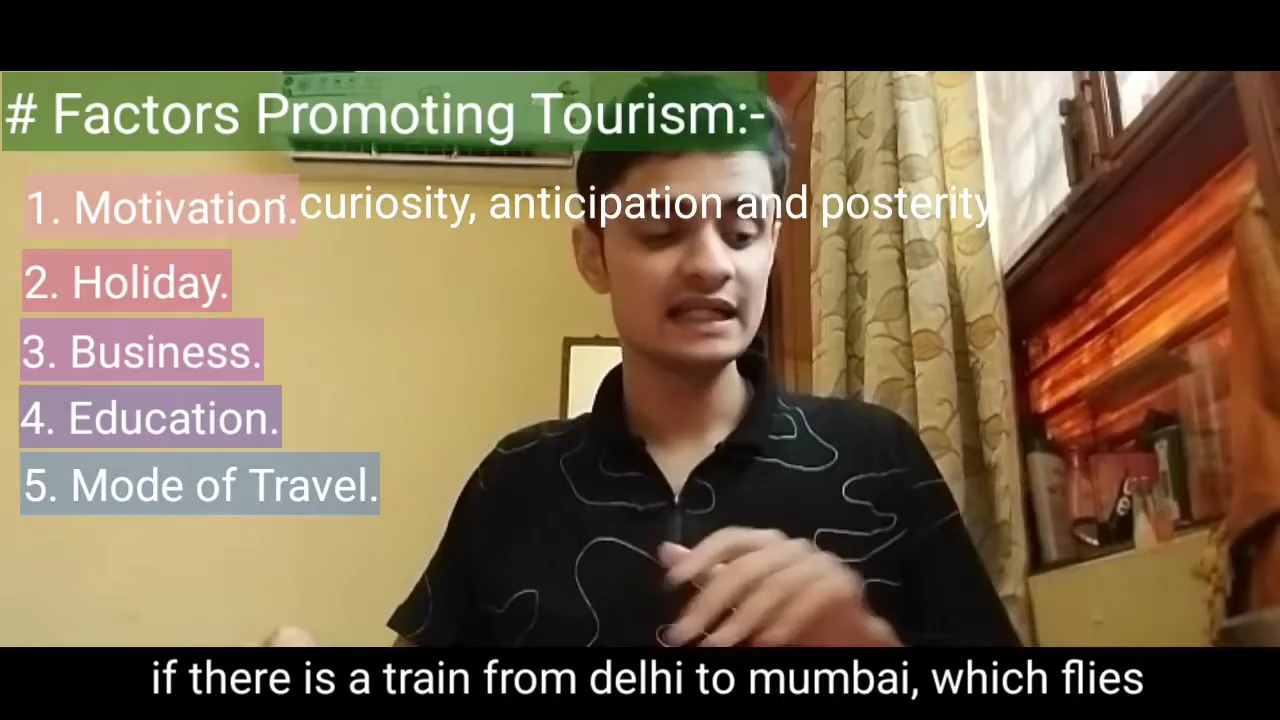 # Factors Promoting Tourism:-
1. Motivation. : curiosity, anticipation and posterity.
2. Holiday.
3. Business.
4. Education.
5. Mode of Travel.
if there is a train from delhi to mumbai, which flies